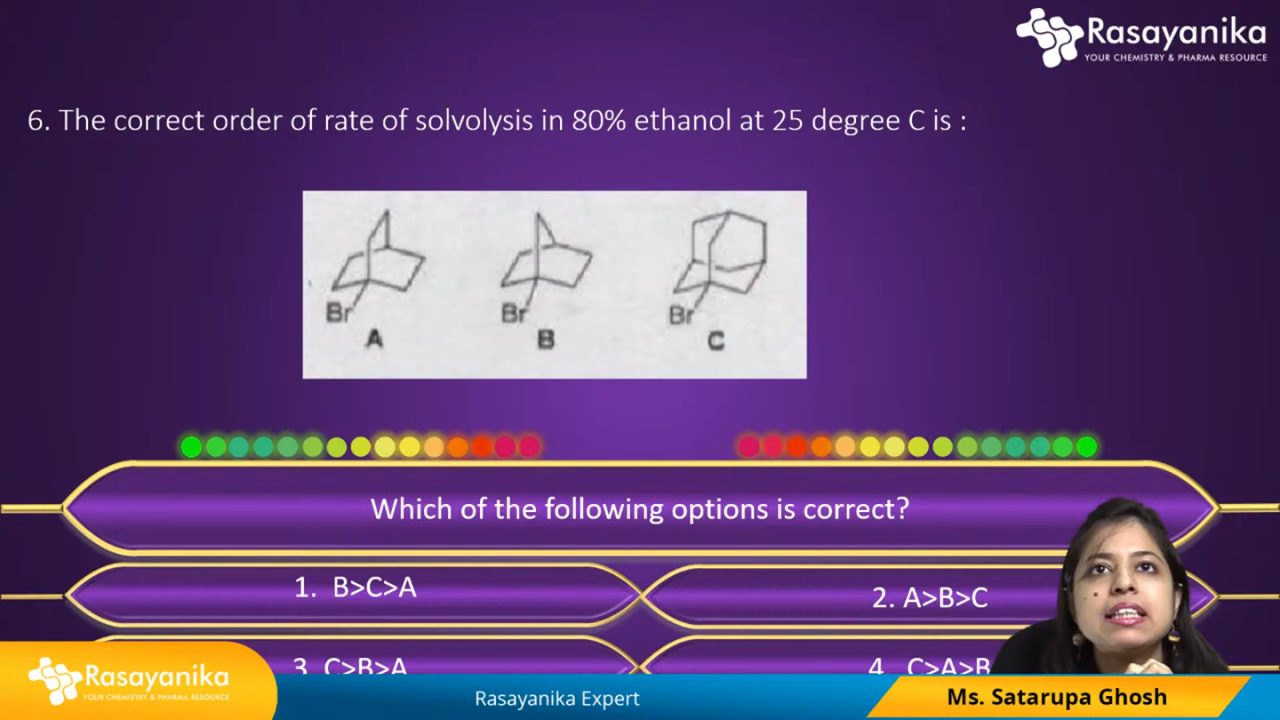 Rasayanika
YOUR CHEMISTRY & PHARMA RESOURCE
6. The correct order of rate of solvolysis in 80% ethanol at 25 degree C is :
Br
A
Br
B
Br
C
Which of the following options is correct?
1. B>C>A
2. A>B>C
3. C>B>A
4. C>A>B
Rasayanika
YOUR CHEMISTRY & PHARMA RESOURCE
Rasayanika Expert
Ms. Satarupa Ghosh